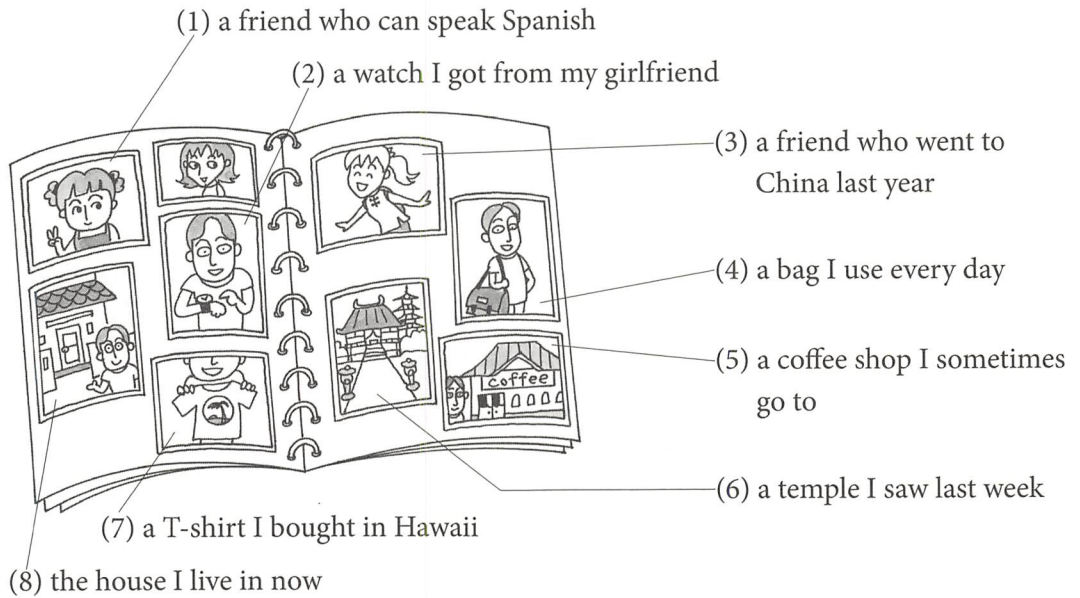 (1) a friend who can speak Spanish
(2) a watch I got from my girlfriend
(3) a friend who went to
China last year
(4) a bag I use every day
coffee
(5) a coffee shop I sometimes
go to
(6) a temple I saw last week
(7) a T-shirt I bought in Hawaii
(8) the house I live in now